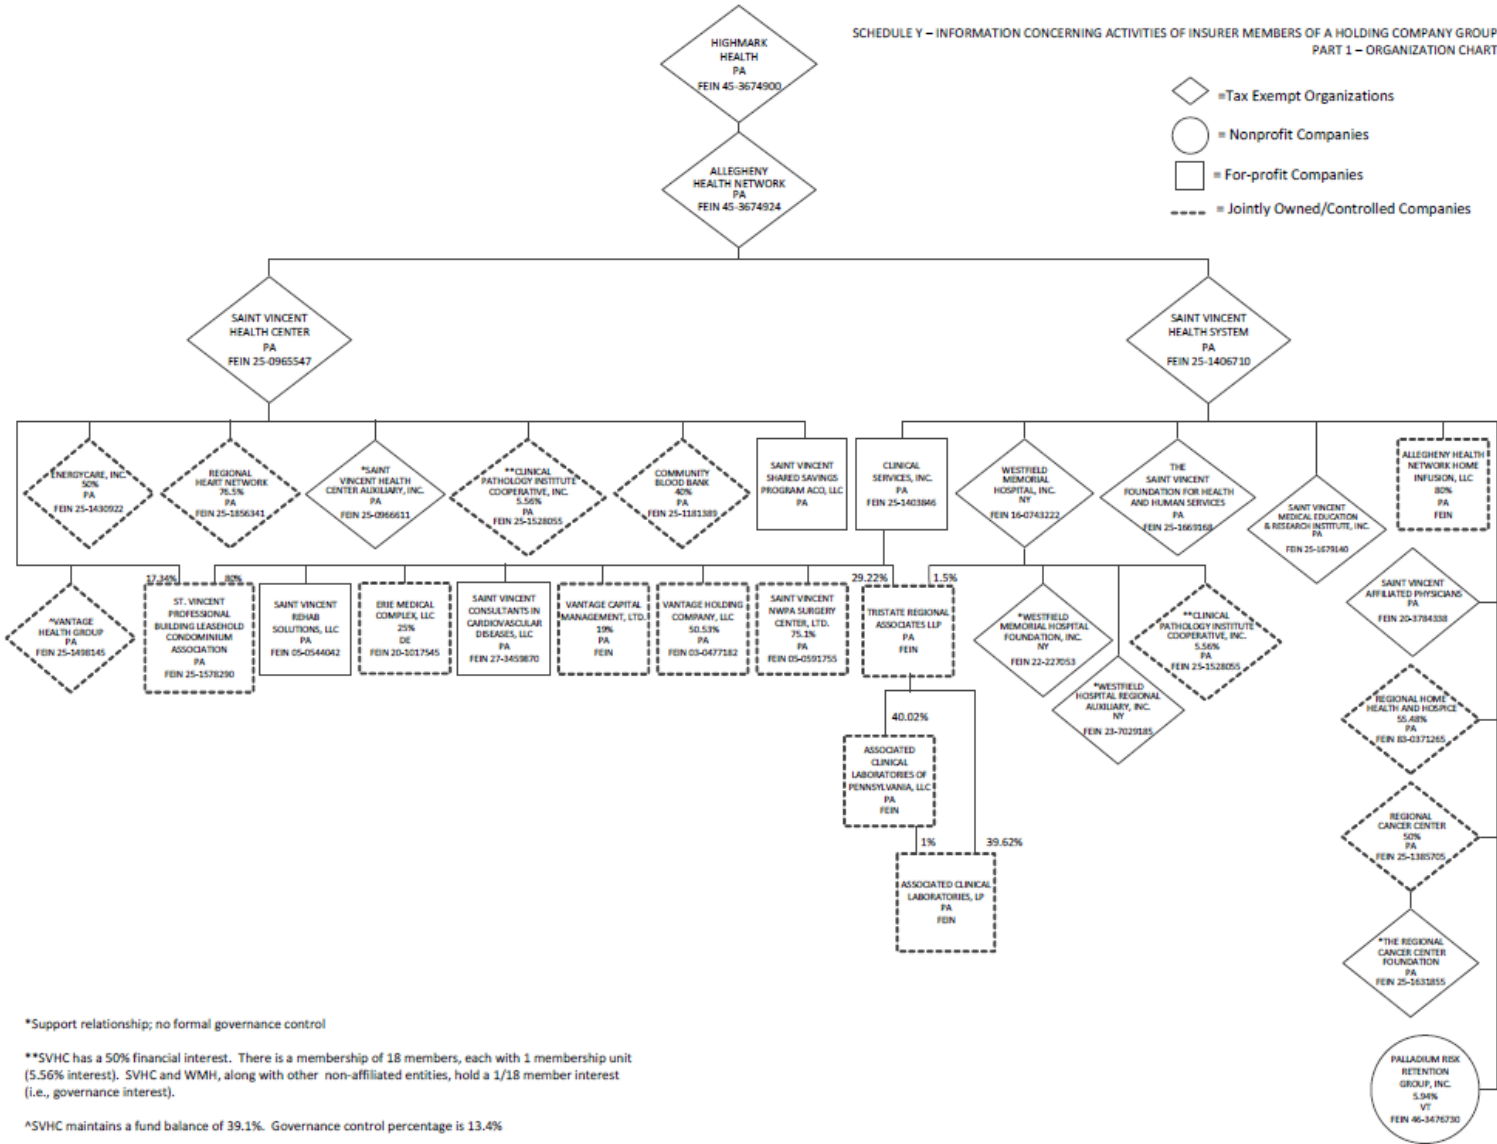 SCHEDULE Y – INFORMATION CONCERNING ACTIVITIES OF INSURER MEMBERS OF A HOLDING COMPANY GROUP
PART 1 – ORGANIZATION CHART
=Tax Exempt Organizations
= Nonprofit Companies
= For-profit Companies
= Jointly Owned/Controlled Companies
HIGHMARK
HEALTH
PA
FEIN 45-3674900
ALLEGHENY
HEALTH NETWORK
PA
FEIN 45-3674924
SAINT VINCENT
HEALTH CENTER
PA
FEIN 25-0965547
SAINT VINCENT
HEALTH SYSTEM
PA
FEIN 25-1406710
ENERGYCARE, INC.
50%
PA
FEIN 25-1430922
REGIONAL
HEART NETWORK
76.5%
PA
FEIN 25-1856341
*SAINT
VINCENT HEALTH
CENTER AUXILIARY, INC.
PA
FEIN 25-0966611
**CLINICAL
PATHOLOGY INSTITUTE
COOPERATIVE, INC.
5.56%
PA
FEIN 25-1528055
COMMUNITY
BLOOD BANK
40%
PA
FEIN 25-1181389
SAINT VINCENT
SHARED SAVINGS
PROGRAM ACO, LLC
PA
CLINICAL
SERVICES, INC.
PA
FEIN 25-1403846
WESTFIELD
MEMORIAL
HOSPITAL, INC.
NY
FEIN 16-0743222
THE
SAINT VINCENT
FOUNDATION FOR HEALTH
AND HUMAN SERVICES
PA
FEIN 25-1669168
SAINT VINCENT
MEDICAL EDUCATION
& RESEARCH INSTITUTE, INC.
PA
FEIN 25-1679140
ALLEGHENY HEALTH
NETWORK HOME
INFUSION, LLC
80%
PA
FEIN
^VANTAGE
HEALTH GROUP
PA
FEIN 25-1498145
17.34%
80%
ST. VINCENT
PROFESSIONAL
BUILDING LEASEHOLD
CONDOMINIUM
ASSOCIATION
PA
FEIN 25-1578290
SAINT VINCENT
REHAB
SOLUTIONS, LLC
PA
FEIN 05-0544042
ERIE MEDICAL
COMPLEX, LLC
25%
DE
FEIN 20-1017545
SAINT VINCENT
CONSULTANTS IN
CARDIOVASCULAR
DISEASES, LLC
PA
FEIN 27-3459870
VANTAGE CAPITAL
MANAGEMENT, LTD.
19%
PA
FEIN
VANTAGE HOLDING
COMPANY, LLC
50.53%
PA
FEIN 03-0477182
SAINT VINCENT
NWPA SURGERY
CENTER, LTD.
75.1%
PA
FEIN 05-0591755
29.22%
1.5%
TRISTATE REGIONAL
ASSOCIATES LLP
PA
FEIN
*WESTFIELD
MEMORIAL HOSPITAL
FOUNDATION, INC.
NY
FEIN 22-227053
*WESTFIELD
HOSPITAL REGIONAL
AUXILIARY, INC.
NY
FEIN 23-7029185
**CLINICAL
PATHOLOGY INSTITUTE
COOPERATIVE, INC.
5.56%
PA
FEIN 25-1528055
SAINT VINCENT
AFFILIATED PHYSICIANS
PA
FEIN 20-3784338
40.02%
ASSOCIATED
CLINICAL
LABORATORIES OF
PENNSYLVANIA, LLC
PA
FEIN
1%
39.62%
ASSOCIATED CLINICAL
LABORATORIES, LP
PA
FEIN
REGIONAL HOME
HEALTH AND HOSPICE
55.48%
PA
FEIN 83-0371265
REGIONAL
CANCER CENTER
50%
PA
FEIN 25-1385705
*THE REGIONAL
CANCER CENTER
FOUNDATION
PA
FEIN 25-1631855
PALLADIUM RISK
RETENTION
GROUP, INC.
5.94%
VT
FEIN 46-3476730
*Support relationship; no formal governance control
**SVHC has a 50% financial interest. There is a membership of 18 members, each with 1 membership unit
(5.56% interest). SVHC and WMH, along with other non-affiliated entities, hold a 1/18 member interest
(i.e., governance interest).
^SVHC maintains a fund balance of 39.1%. Governance control percentage is 13.4%